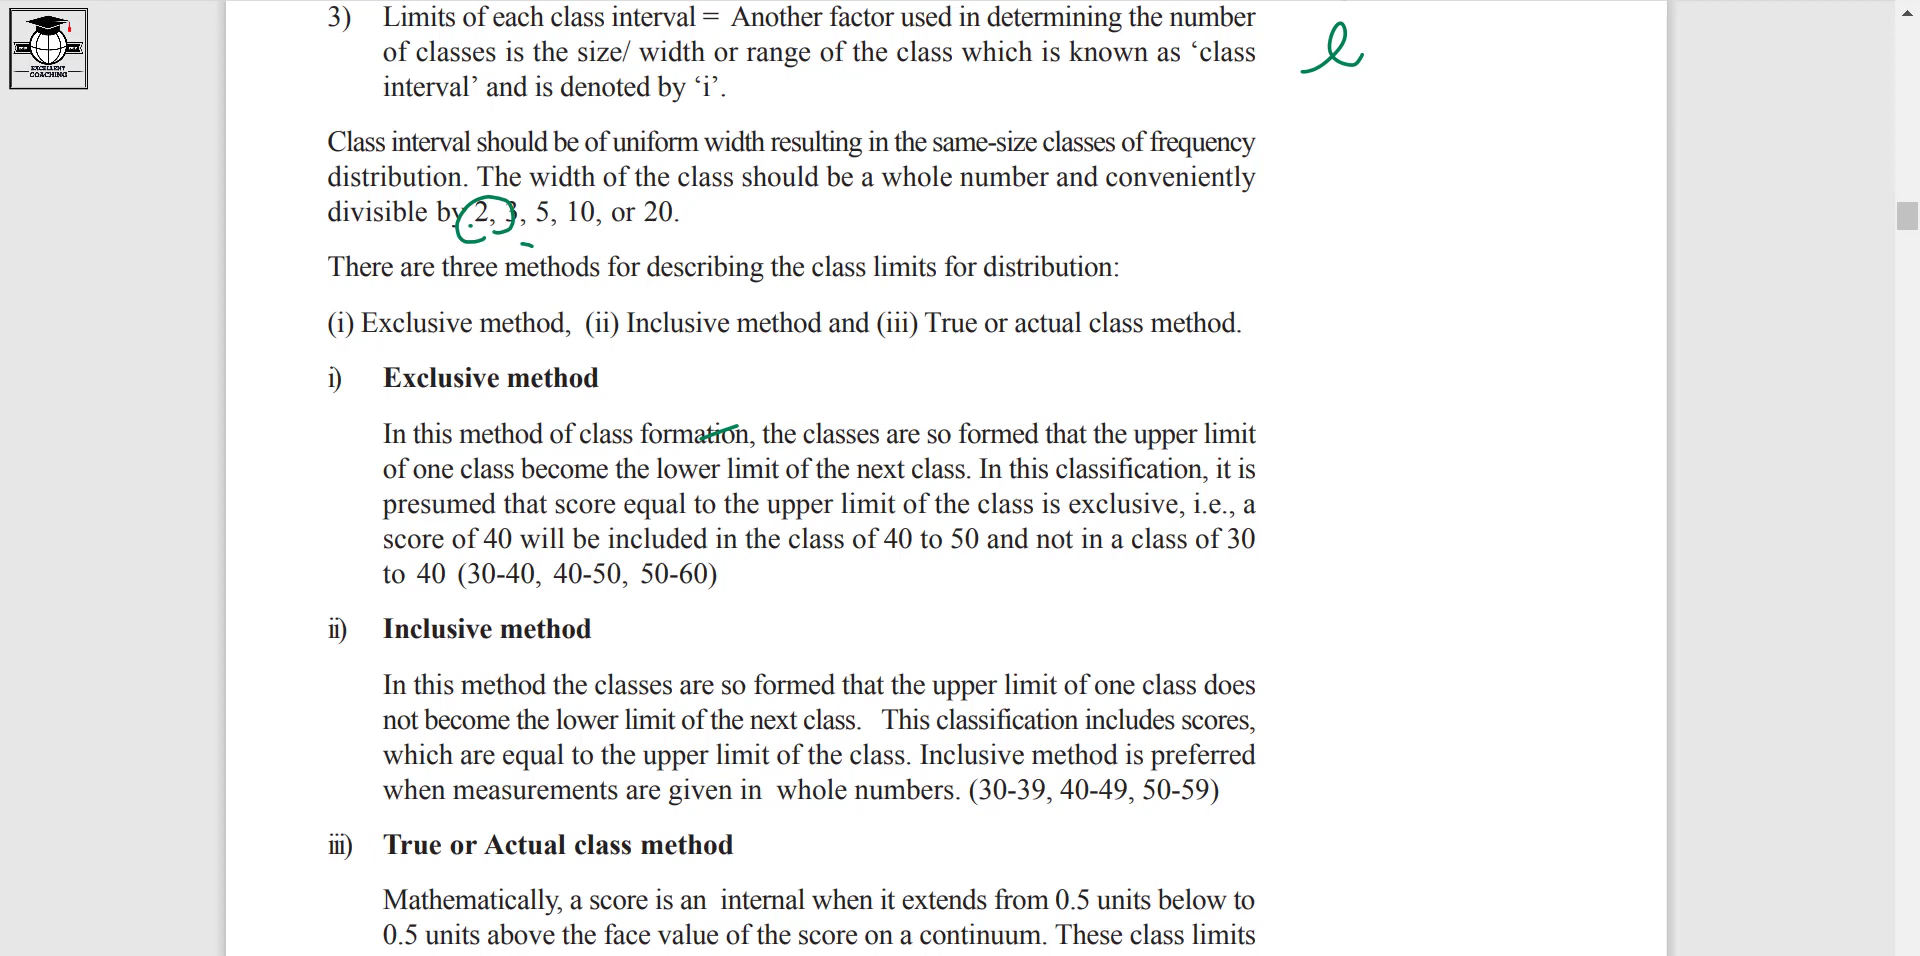 EXCELLENT
COACHING
3) Limits of each class interval = Another factor used in determining the number
of classes is the size/ width or range of the class which is known as ‘class
interval’ and is denoted by ‘i’.
Class interval should be of uniform width resulting in the same-size classes of frequency
distribution. The width of the class should be a whole number and conveniently
divisible by 2, 3, 5, 10, or 20.
There are three methods for describing the class limits for distribution:
(i) Exclusive method, (ii) Inclusive method and (iii) True or actual class method.
i) Exclusive method
In this method of class formation, the classes are so formed that the upper limit
of one class become the lower limit of the next class. In this classification, it is
presumed that score equal to the upper limit of the class is exclusive, i.e., a
score of 40 will be included in the class of 40 to 50 and not in a class of 30
to 40 (30-40, 40-50, 50-60)
ii) Inclusive method
In this method the classes are so formed that the upper limit of one class does
not become the lower limit of the next class. This classification includes scores,
which are equal to the upper limit of the class. Inclusive method is preferred
when measurements are given in whole numbers. (30-39, 40-49, 50-59)
iii) True or Actual class method
Mathematically, a score is an internal when it extends from 0.5 units below to
0.5 units above the face value of the score on a continuum. These class limits